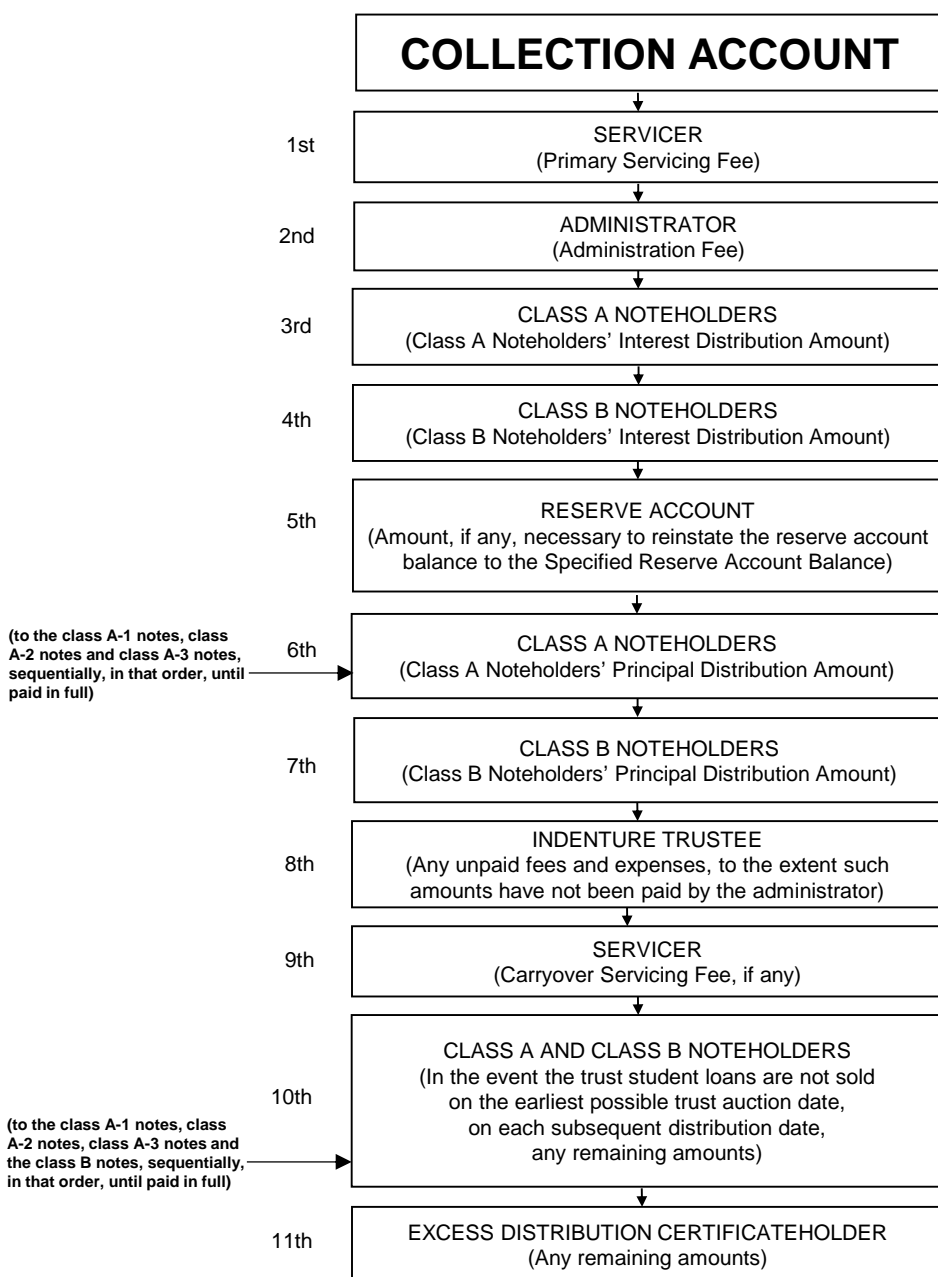 COLLECTION ACCOUNT
1st
SERVICER
(Primary Servicing Fee)
2nd
ADMINISTRATOR
(Administration Fee)
3rd
CLASS A NOTEHOLDERS
(Class A Noteholders’ Interest Distribution Amount)
4th
CLASS B NOTEHOLDERS
(Class B Noteholders’ Interest Distribution Amount)
5th
RESERVE ACCOUNT
(Amount, if any, necessary to reinstate the reserve account
balance to the Specified Reserve Account Balance)
(to the class A-1 notes, class
A-2 notes and class A-3 notes,
sequentially, in that order, until
paid in full)
6th
CLASS A NOTEHOLDERS
(Class A Noteholders’ Principal Distribution Amount)
7th
CLASS B NOTEHOLDERS
(Class B Noteholders’ Principal Distribution Amount)
8th
INDENTURE TRUSTEE
(Any unpaid fees and expenses, to the extent such
amounts have not been paid by the administrator)
9th
SERVICER
(Carryover Servicing Fee, if any)
10th
CLASS A AND CLASS B NOTEHOLDERS
(In the event the trust student loans are not sold
on the earliest possible trust auction date,
on each subsequent distribution date,
any remaining amounts)
(to the class A-1 notes, class
A-2 notes, class A-3 notes and
the class B notes, sequentially,
in that order, until paid in full)
11th
EXCESS DISTRIBUTION CERTIFICATEHOLDER
(Any remaining amounts)